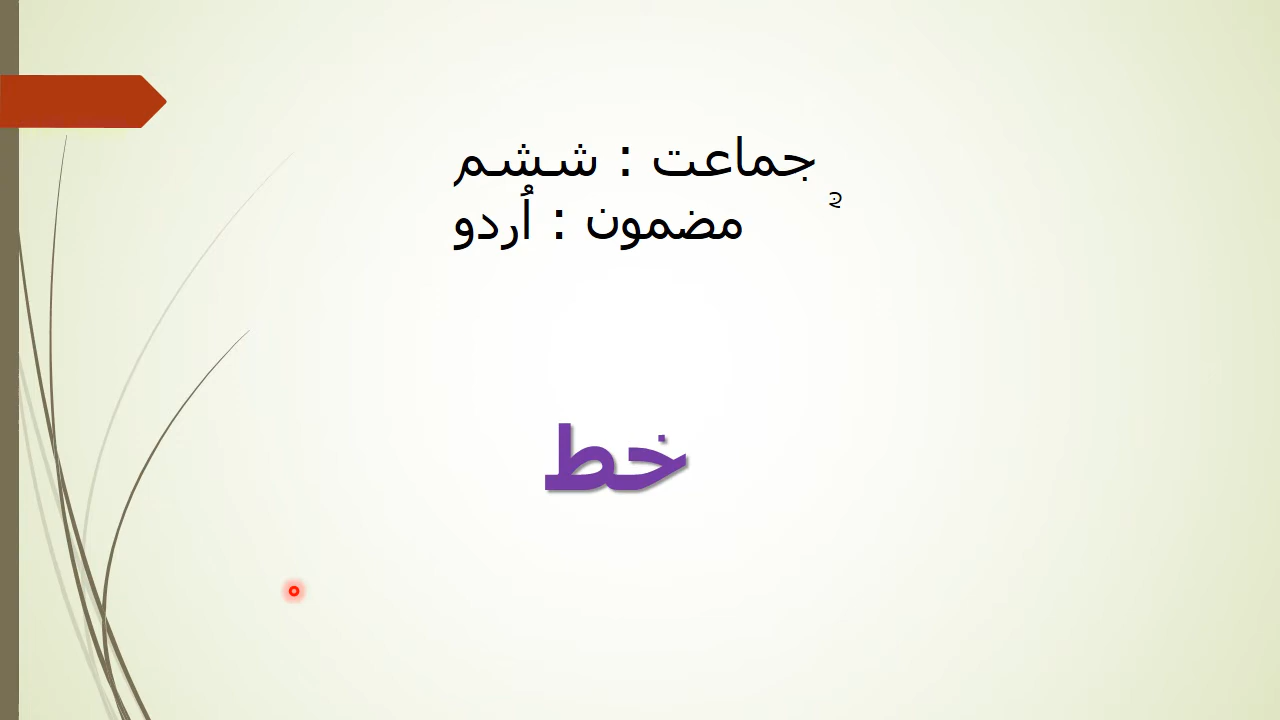 جماعت : ششم
مضمون : اُردو
خط